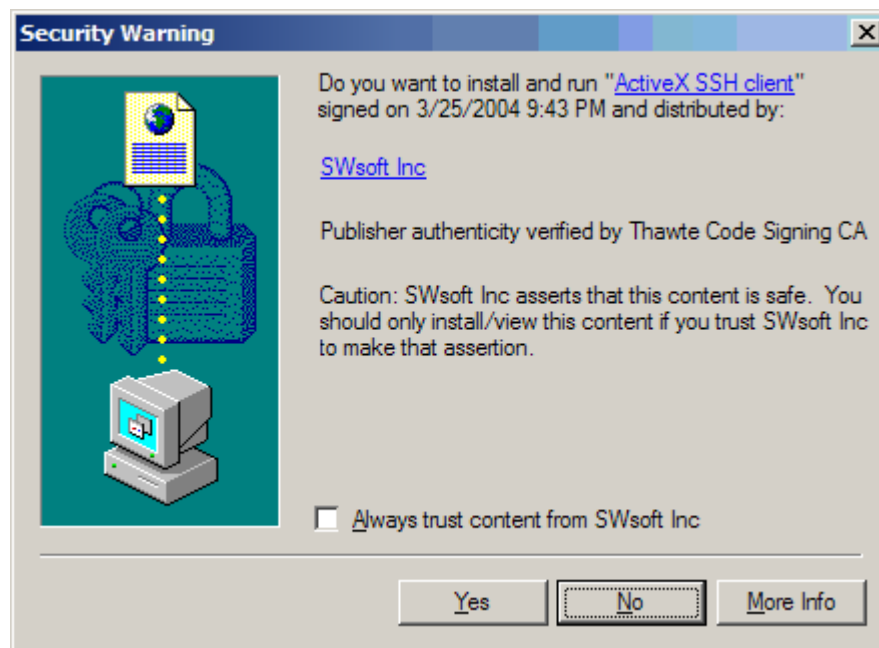 Security Warning
Do you want to install and run "ActiveX SSH client"
signed on 3/25/2004 9:43 PM and distributed by:
SWsoft Inc
Publisher authenticity verified by Thawte Code Signing CA
Caution: SWsoft Inc asserts that this content is safe.  You
should only install/view this content if you trust SWsoft Inc
to make that assertion.
Always trust content from SWsoft Inc
Yes No More Info